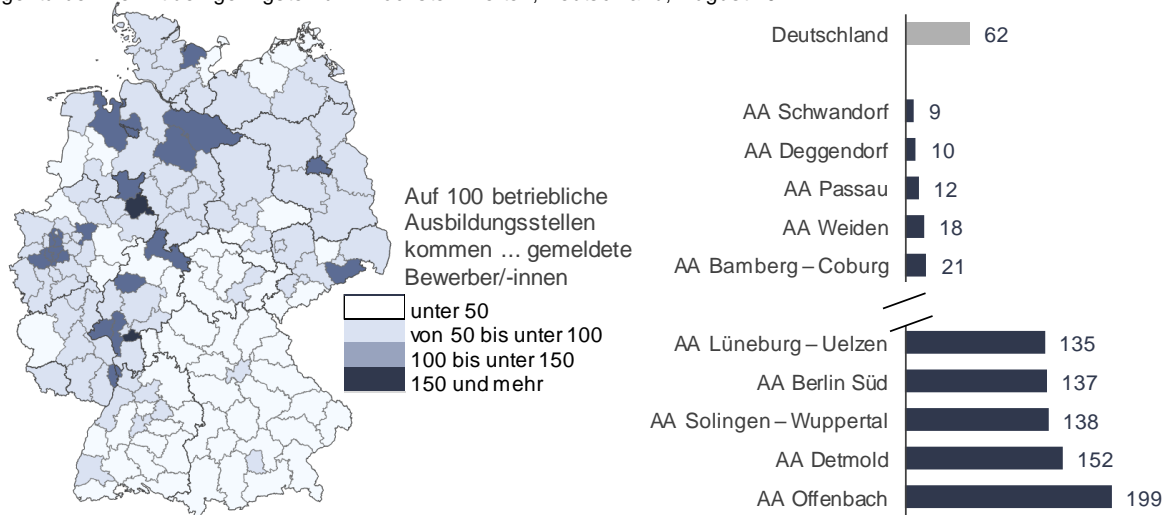 Auf 100 betriebliche
Ausbildungsstellen
kommen ... gemeldete
Bewerber/-innen
unter 50
von 50 bis unter 100
100 bis unter 150
150 und mehr
Deutschland 62
AA Schwandorf 9
AA Deggendorf 10
AA Passau 12
AA Weiden 18
AA Bamberg – Coburg 21
AA Lüneburg – Uelzen 135
AA Berlin Süd 137
AA Solingen – Wuppertal 138
AA Detmold 152
AA Offenbach 199